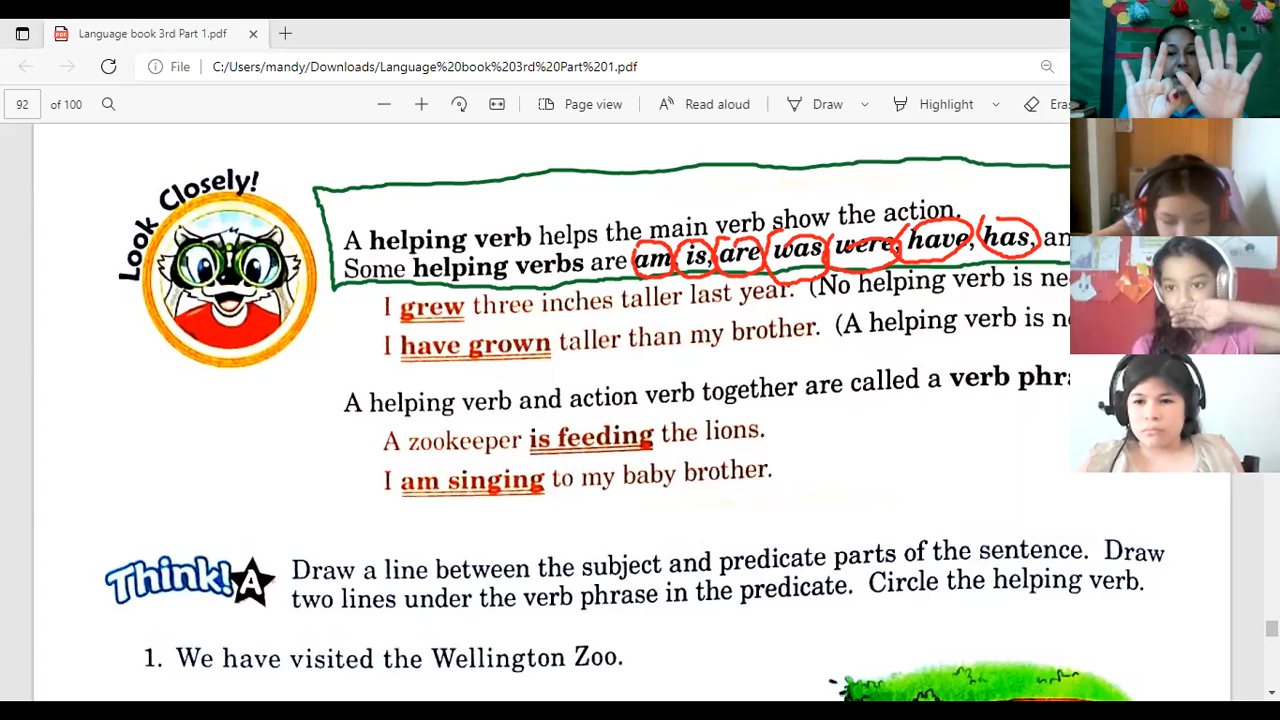 Language book 3rd Part 1.pdf
File C:/Users/mandy/Downloads/Language%20book%203rd%20Part%201.pdf
92 of 100 Page view Read aloud Draw Highlight
Look Closely!
A helping verb helps the main verb show the action.
Some helping verbs are am is, are was were, have, has,
I grew three inches taller last year. (No helping verb is
I have grown taller than my brother. (A helping verb is
A helping verb and action verb together are called a verb
A zookeeper is feeding the lions.
I am singing to my baby brother.
Think! A Draw a line between the subject and predicate parts of the sentence. Draw
two lines under the verb phrase in the predicate. Circle the helping verb.
1. We have visited the Wellington Zoo.